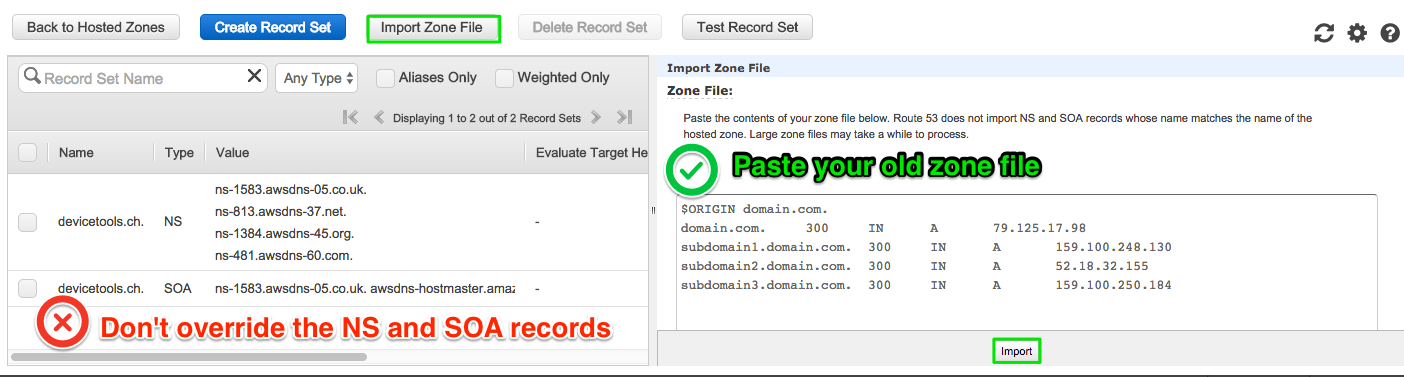 Back to Hosted Zones Create Record Set Import Zone File Delete Record Set Test Record Set
Record Set Name Any Type Aliases Only Weighted Only
Displaying 1 to 2 out of 2 Record Sets
Name Type Value Evaluate Target He
devicetools.ch. NS
ns-1583.awsdns-05.co.uk.
ns-813.awsdns-37.net.
ns-1384.awsdns-45.org.
ns-481.awsdns-60.com.
-
devicetools.ch. SOA ns-1583.awsdns-05.co.uk. awsdns-hostmaster.amaz -
Don't override the NS and SOA records
Import Zone File
Zone File:
Paste the contents of your zone file below. Route 53 does not import NS and SOA records whose name matches the name of the
hosted zone. Large zone files may take a while to process.
Paste your old zone file
$ORIGIN domain.com.
domain.com. 300 IN A 79.125.17.98
subdomain1.domain.com. 300 IN A 159.100.248.130
subdomain2.domain.com. 300 IN A 52.18.32.155
subdomain3.domain.com. 300 IN A 159.100.250.184
Import